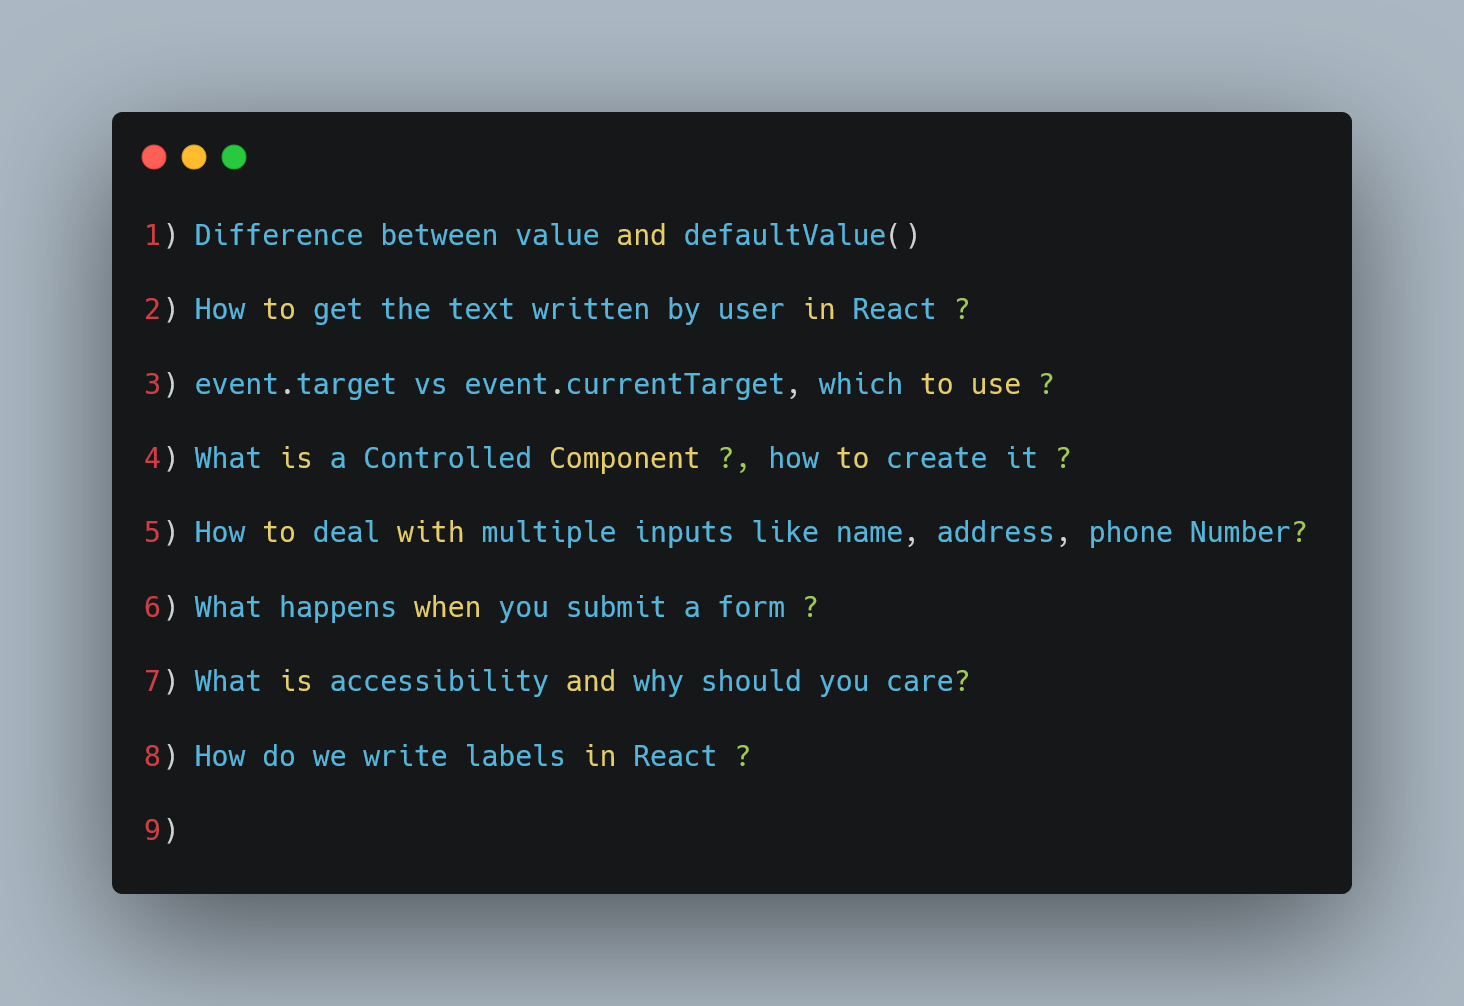 1) Difference between value and defaultValue()
2) How to get the text written by user in React ?
3) event.target vs event.currentTarget, which to use ?
4) What is a Controlled Component ?, how to create it ?
5) How to deal with multiple inputs like name, address, phone Number?
6) What happens when you submit a form ?
7) What is accessibility and why should you care?
8) How do we write labels in React ?
9)